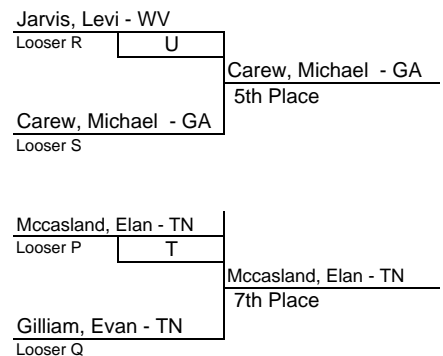 Jarvis, Levi - WV
Looser R
U
Carew, Michael  - GA
5th Place
Carew, Michael  - GA
Looser S
Mccasland, Elan - TN
Looser P
T
Mccasland, Elan - TN
7th Place
Gilliam, Evan - TN
Looser Q